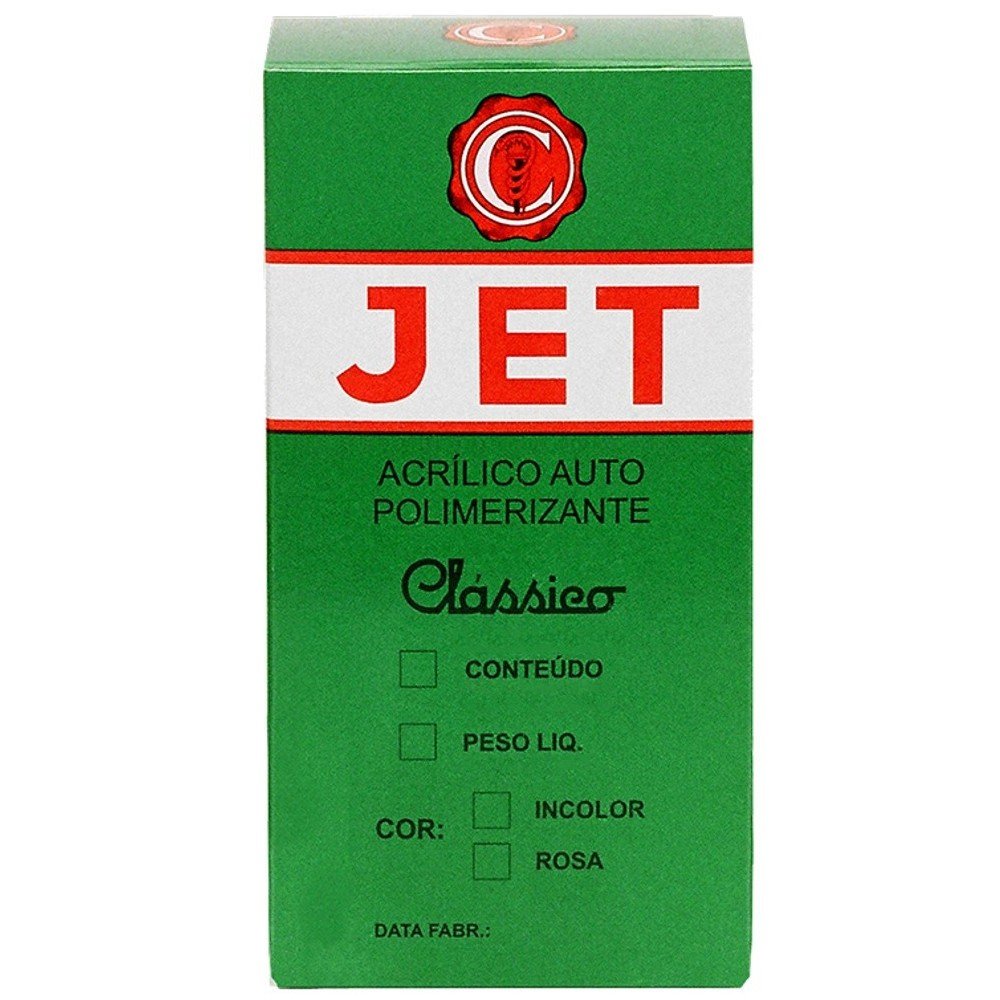 C
JET
ACRÍLICO AUTO
POLIMERIZANTE
Clássico
CONTEÚDO
PESO LIQ.
COR:
INCOLOR
ROSA
DATA FABR.: